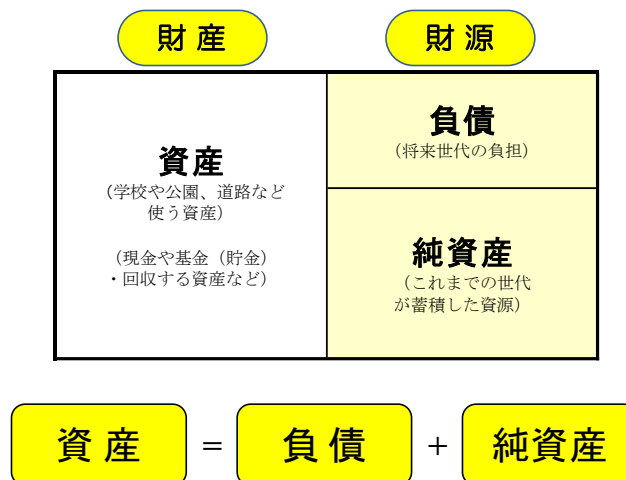 財産
財源
資産
(学校や公園、道路など
使う資産)
(現金や基金(貯金)
・回収する資産など)
負債
(将来世代の負担)
純資産
(これまでの世代
が蓄積した資源)
資産 = 負債 + 純資産